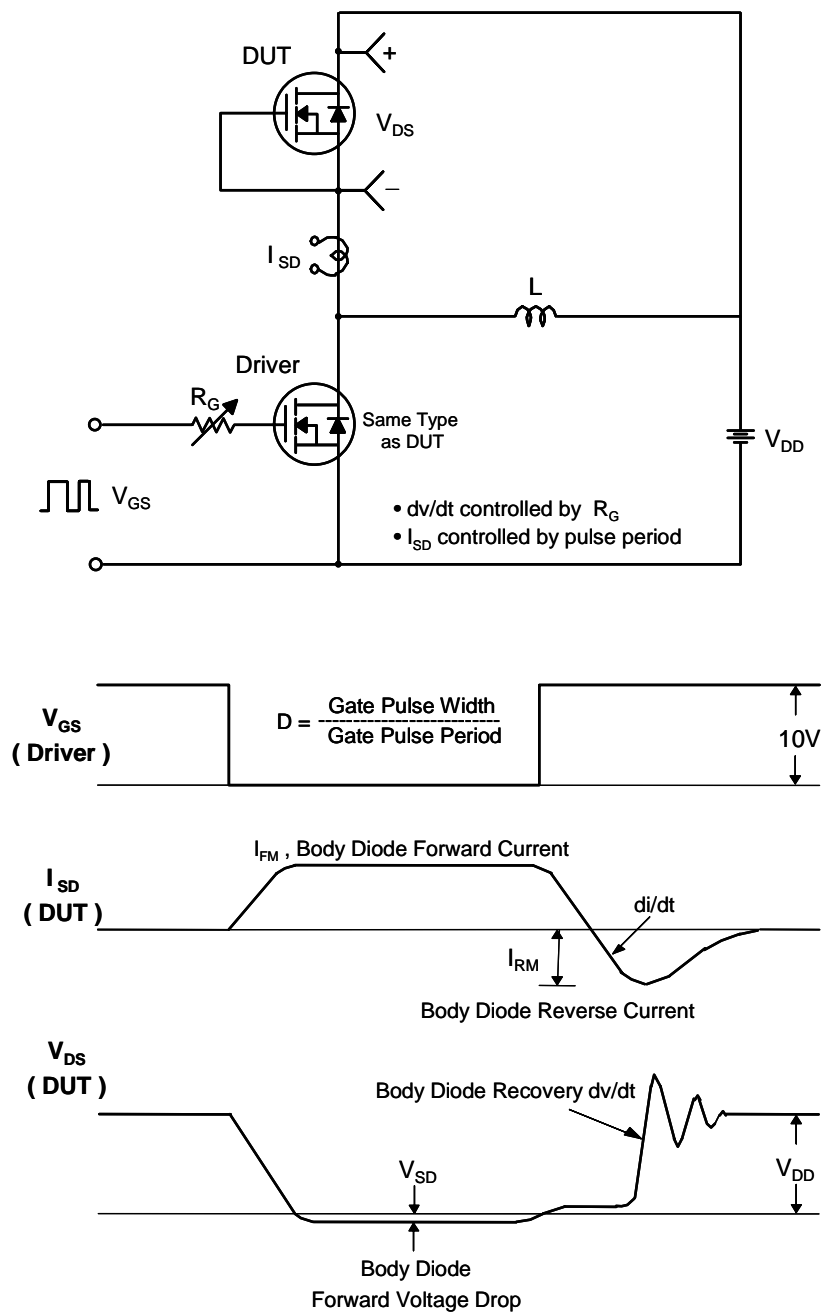 DUT
+
V_DS
−
I_SD
L
Driver
R_G
Same Type
as DUT
V_DD
V_GS
• dv/dt controlled by R_G
• I_SD controlled by pulse period
V_GS
( Driver )
D = Gate Pulse Width
Gate Pulse Period
10V
I_FM , Body Diode Forward Current
I_SD
( DUT )
di/dt
I_RM
Body Diode Reverse Current
V_DS
( DUT )
Body Diode Recovery dv/dt
V_SD
V_DD
Body Diode
Forward Voltage Drop